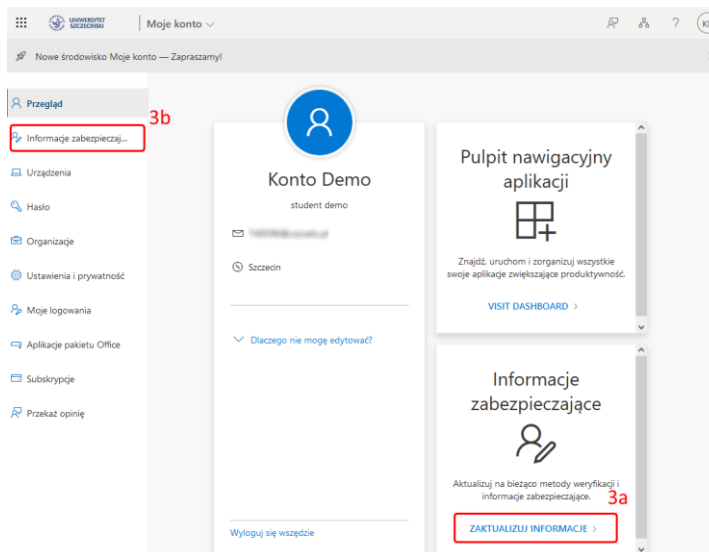 UNIWERSYTET
SZCZECIŃSKI
Moje konto
?
Nowe środowisko Moje konto — Zapraszamy!
Przegląd
3b
Informacje zabezpieczaj...
Urządzenia
Hasło
Organizacje
Ustawienia i prywatność
Moje logowania
Aplikacje pakietu Office
Subskrypcje
Przekaż opinię
Konto Demo
student demo
Szczecin
Dlaczego nie mogę edytować?
Wyloguj się wszędzie
Pulpit nawigacyjny
aplikacji
Znajdź, uruchom i zorganizuj wszystkie
swoje aplikacje zwiększające produktywność.
VISIT DASHBOARD >
Informacje
zabezpieczające
Aktualizuj na bieżąco metody weryfikacji i
informacje zabezpieczające.
3a
ZAKTUALIZUJ INFORMACJE >